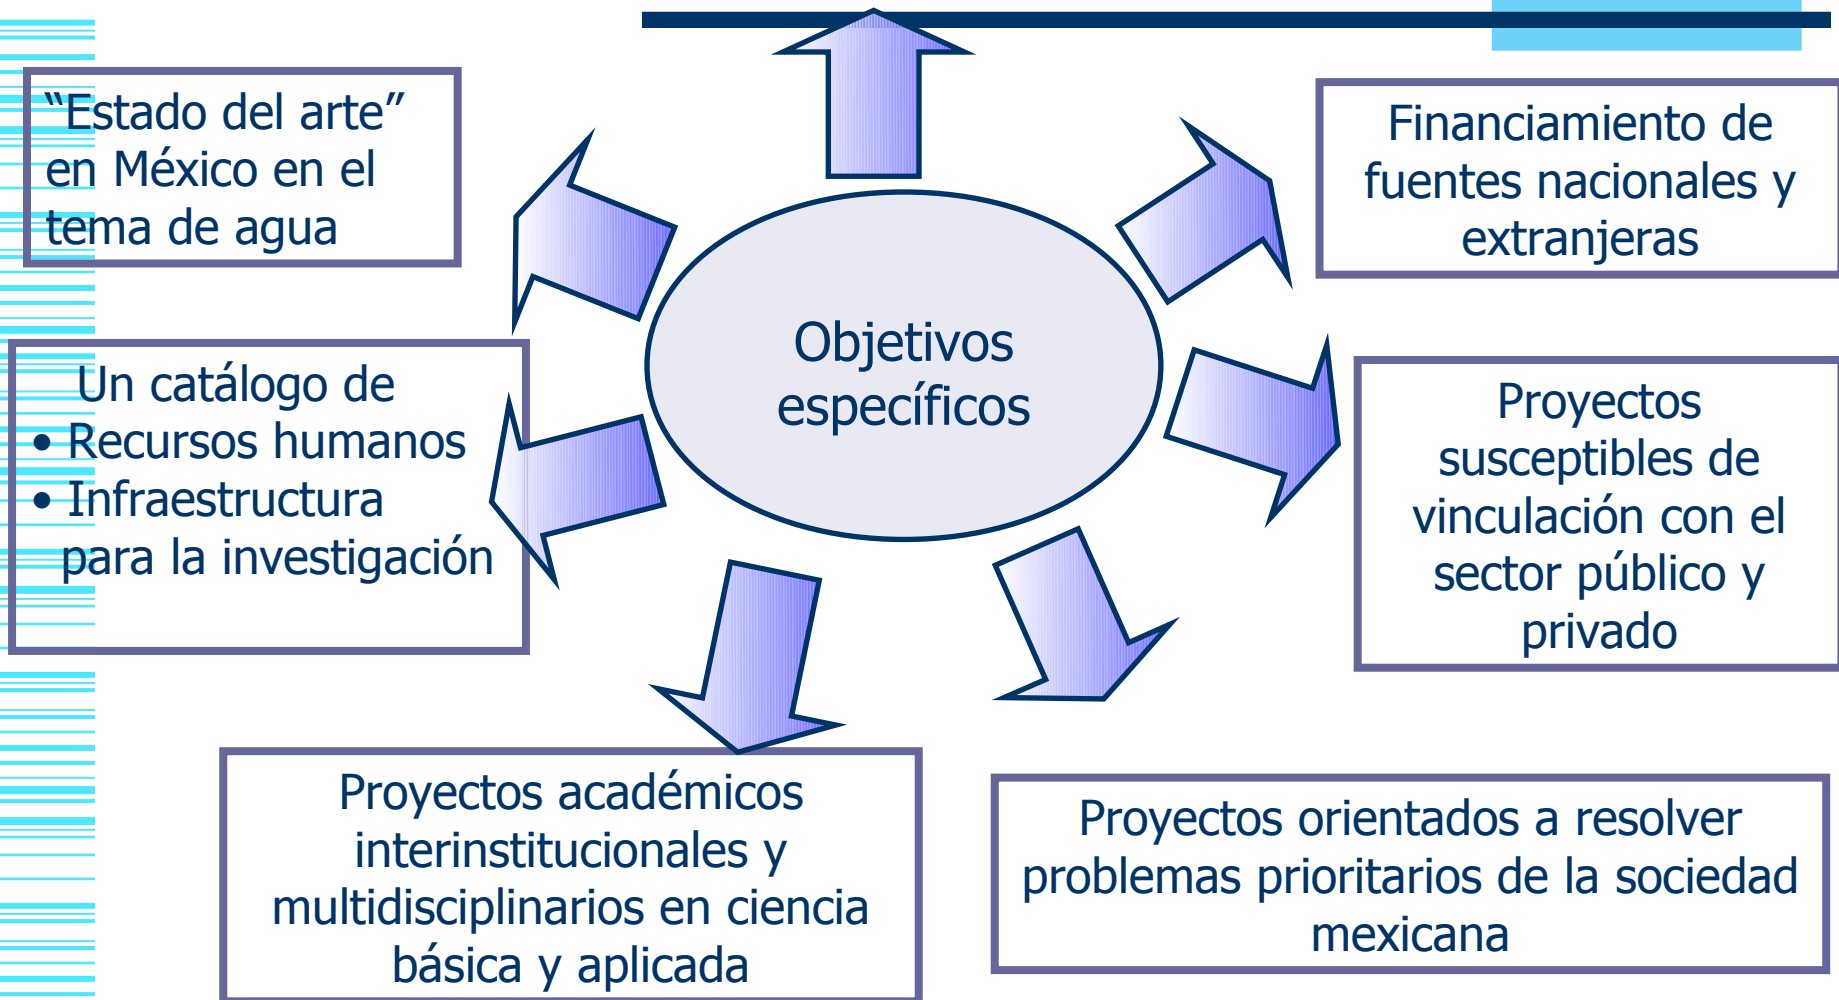 “Estado del arte”
en México en el
tema de agua
Financiamiento de
fuentes nacionales y
extranjeras
Objetivos
específicos
Un catálogo de
• Recursos humanos
• Infraestructura
para la investigación
Proyectos
susceptibles de
vinculación con el
sector público y
privado
Proyectos académicos
interinstitucionales y
multidisciplinarios en ciencia
básica y aplicada
Proyectos orientados a resolver
problemas prioritarios de la sociedad
mexicana